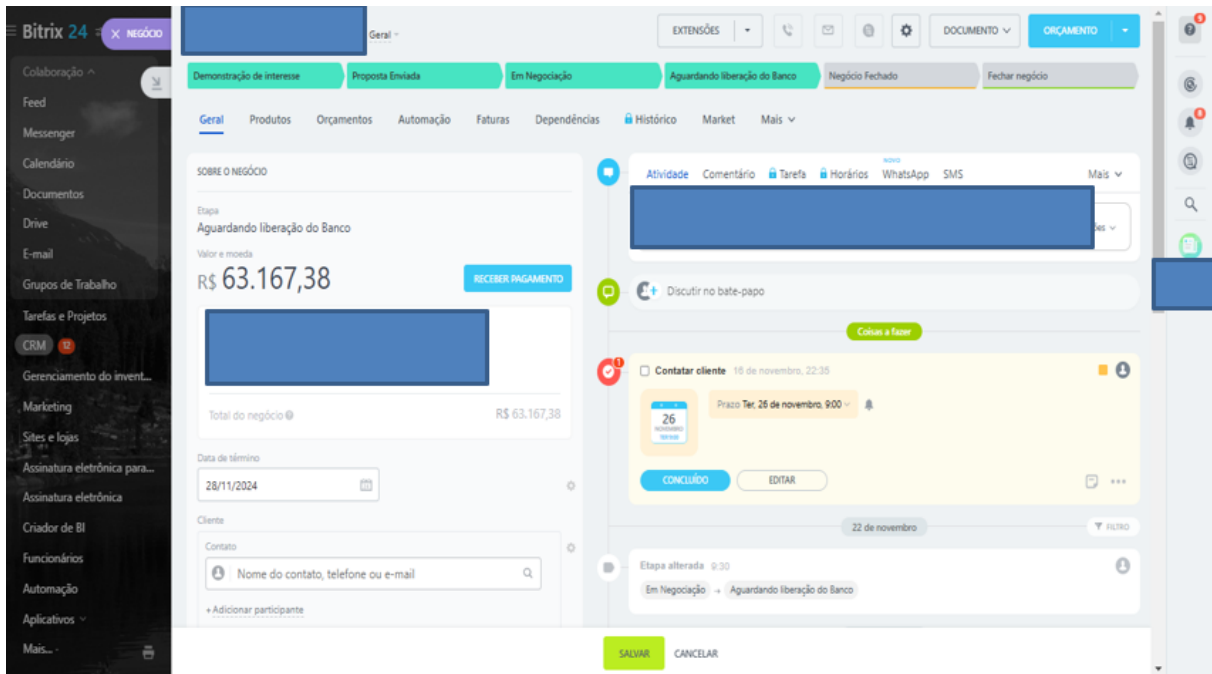 Bitrix 24
NEGÓCIO
Colaboração
Feed
Messenger
Calendário
Documentos
Drive
E-mail
Grupos de Trabalho
Tarefas e Projetos
CRM 12
Gerenciamento do invent...
Marketing
Sites e lojas
Assinatura eletrônica para...
Assinatura eletrônica
Criador de BI
Funcionários
Automação
Aplicativos
Mais...
Geral
EXTENSÕES
DOCUMENTO
ORÇAMENTO
Demonstração de interesse
Proposta Enviada
Em Negociação
Aguardando liberação do Banco
Negócio Fechado
Fechar negócio
Geral Produtos Orçamentos Automação Faturas Dependências Histórico Market Mais
SOBRE O NEGÓCIO
Etapa
Aguardando liberação do Banco
Valor e moeda
R$ 63.167,38
RECEBER PAGAMENTO
Total do negócio R$ 63.167,38
Data de término
28/11/2024
Cliente
Contato
Nome do contato, telefone ou e-mail
+ Adicionar participante
NOVO
Atividade Comentário Tarefa Horários WhatsApp SMS Mais
Discutir no bate-papo
Coisas a fazer
1
Contatar cliente 16 de novembro, 22:35
26
NOVEMBRO
Prazo Ter, 26 de novembro, 9:00
CONCLUÍDO EDITAR
22 de novembro
FILTRO
Etapa alterada 9:30
Em Negociação → Aguardando liberação do Banco
SALVAR CANCELAR
9
8